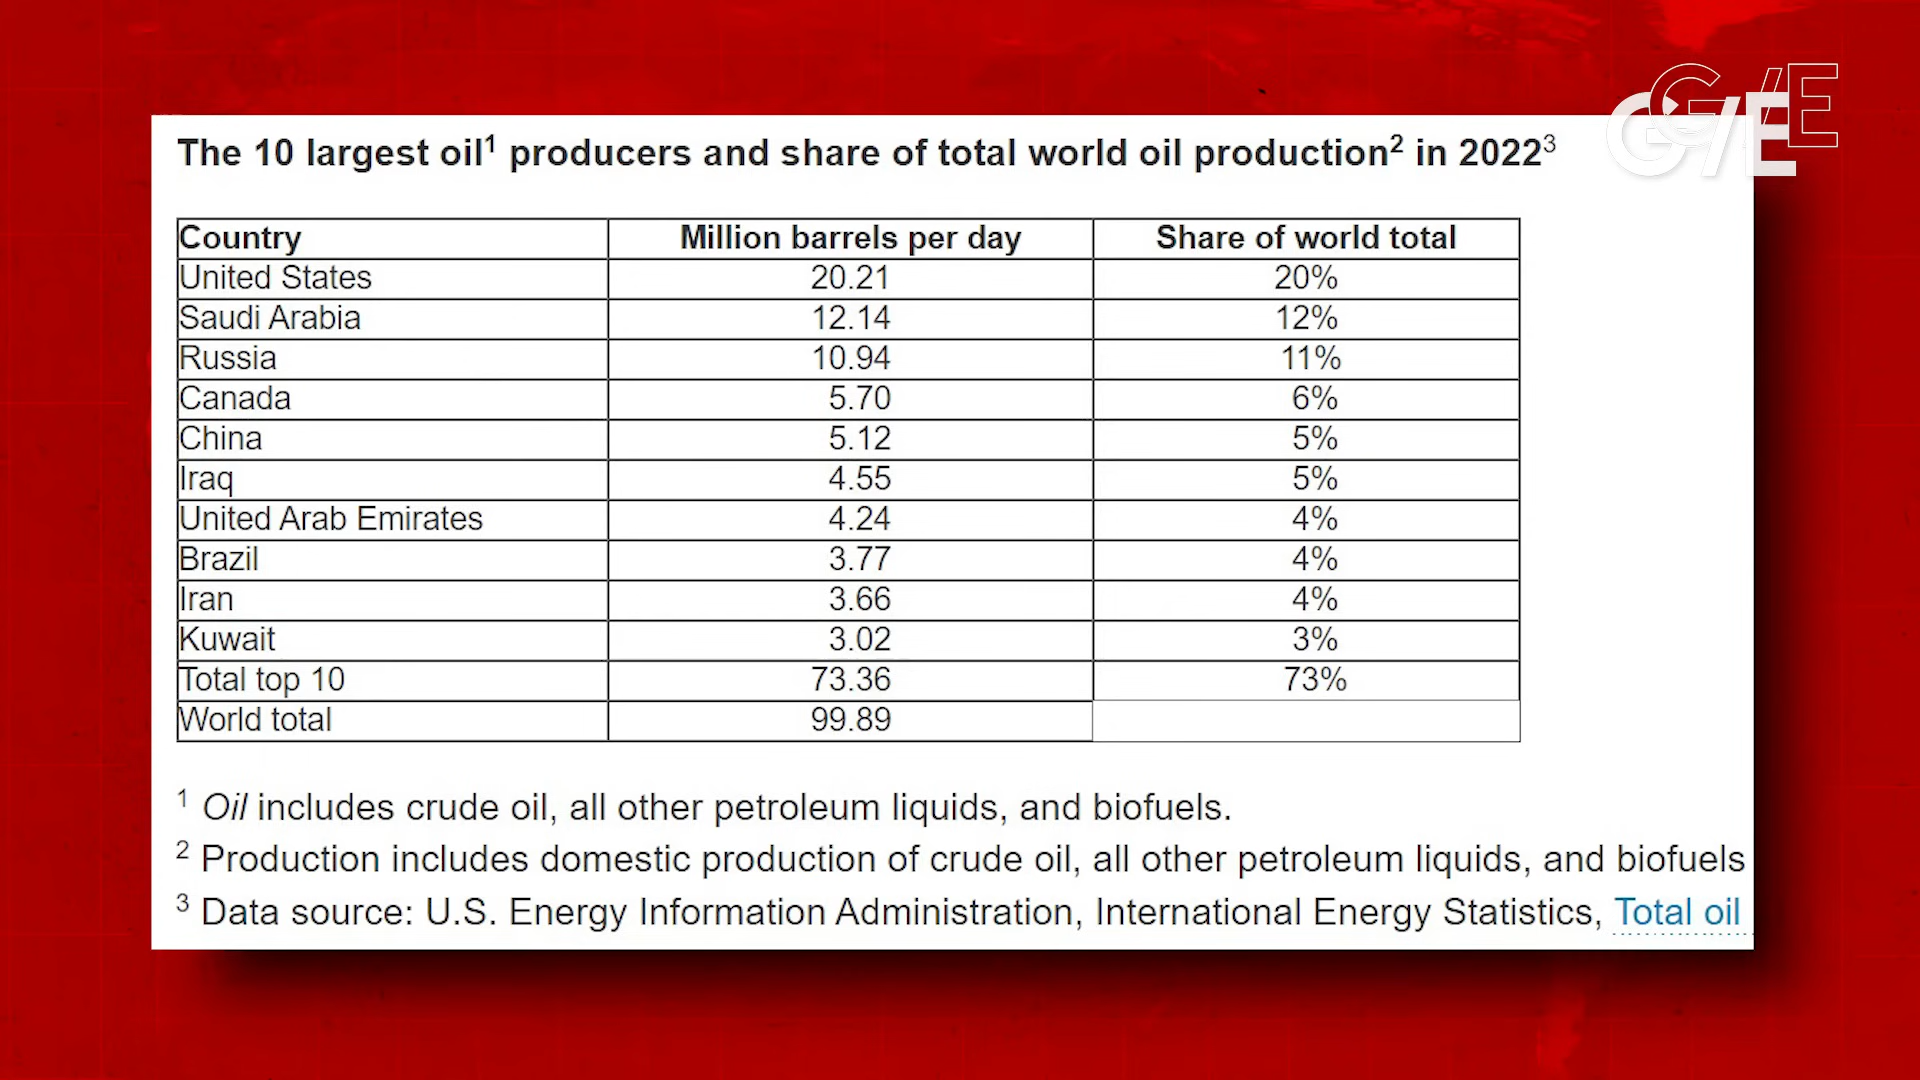 G/E
G/E
The 10 largest oil¹ producers and share of total world oil production² in 2022³
Country Million barrels per day Share of world total
United States 20.21 20%
Saudi Arabia 12.14 12%
Russia 10.94 11%
Canada 5.70 6%
China 5.12 5%
Iraq 4.55 5%
United Arab Emirates 4.24 4%
Brazil 3.77 4%
Iran 3.66 4%
Kuwait 3.02 3%
Total top 10 73.36 73%
World total 99.89
¹ Oil includes crude oil, all other petroleum liquids, and biofuels.
² Production includes domestic production of crude oil, all other petroleum liquids, and biofuels
³ Data source: U.S. Energy Information Administration, International Energy Statistics, Total oil